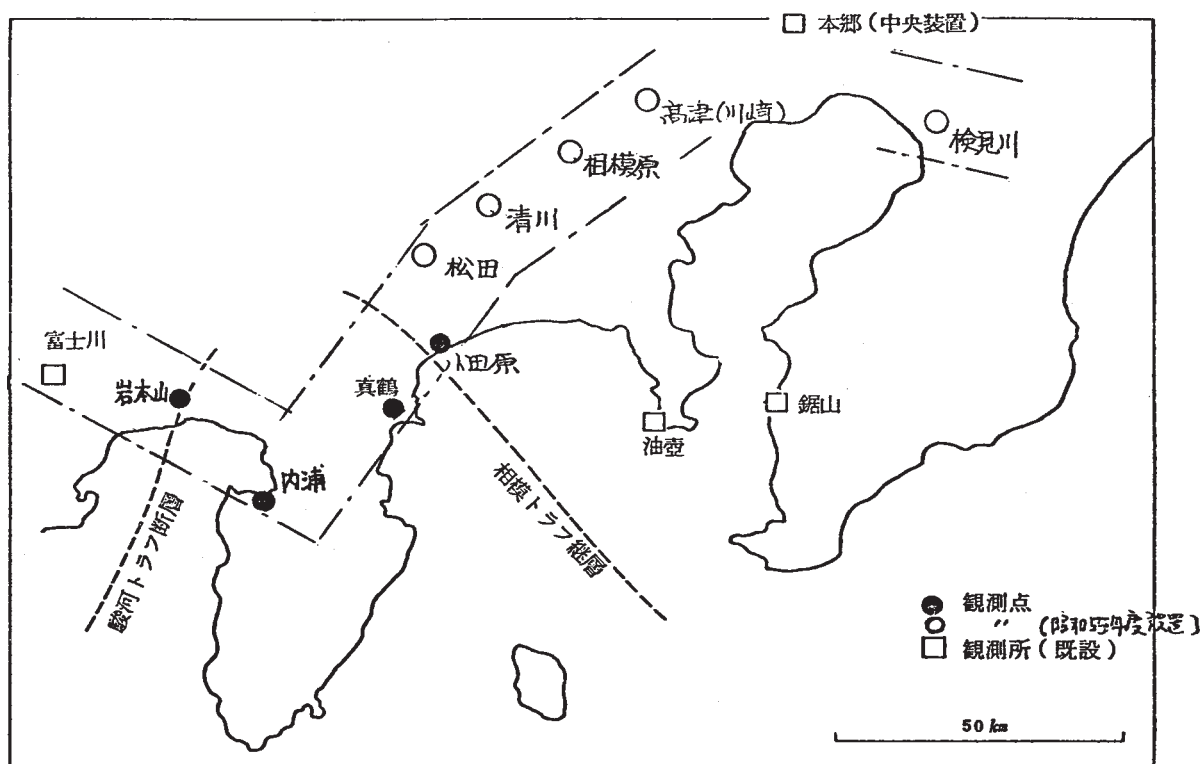 本郷(中央装置)
高津(川崎)
検見川
相模原
清川
松田
富士川
小田原
岩本山
真鶴
鋸山
油壺
内浦
駿河トラフ断層
相模トラフ継層
観測点
〃 (昭和55年度設置)
観測所(既設)
50 km